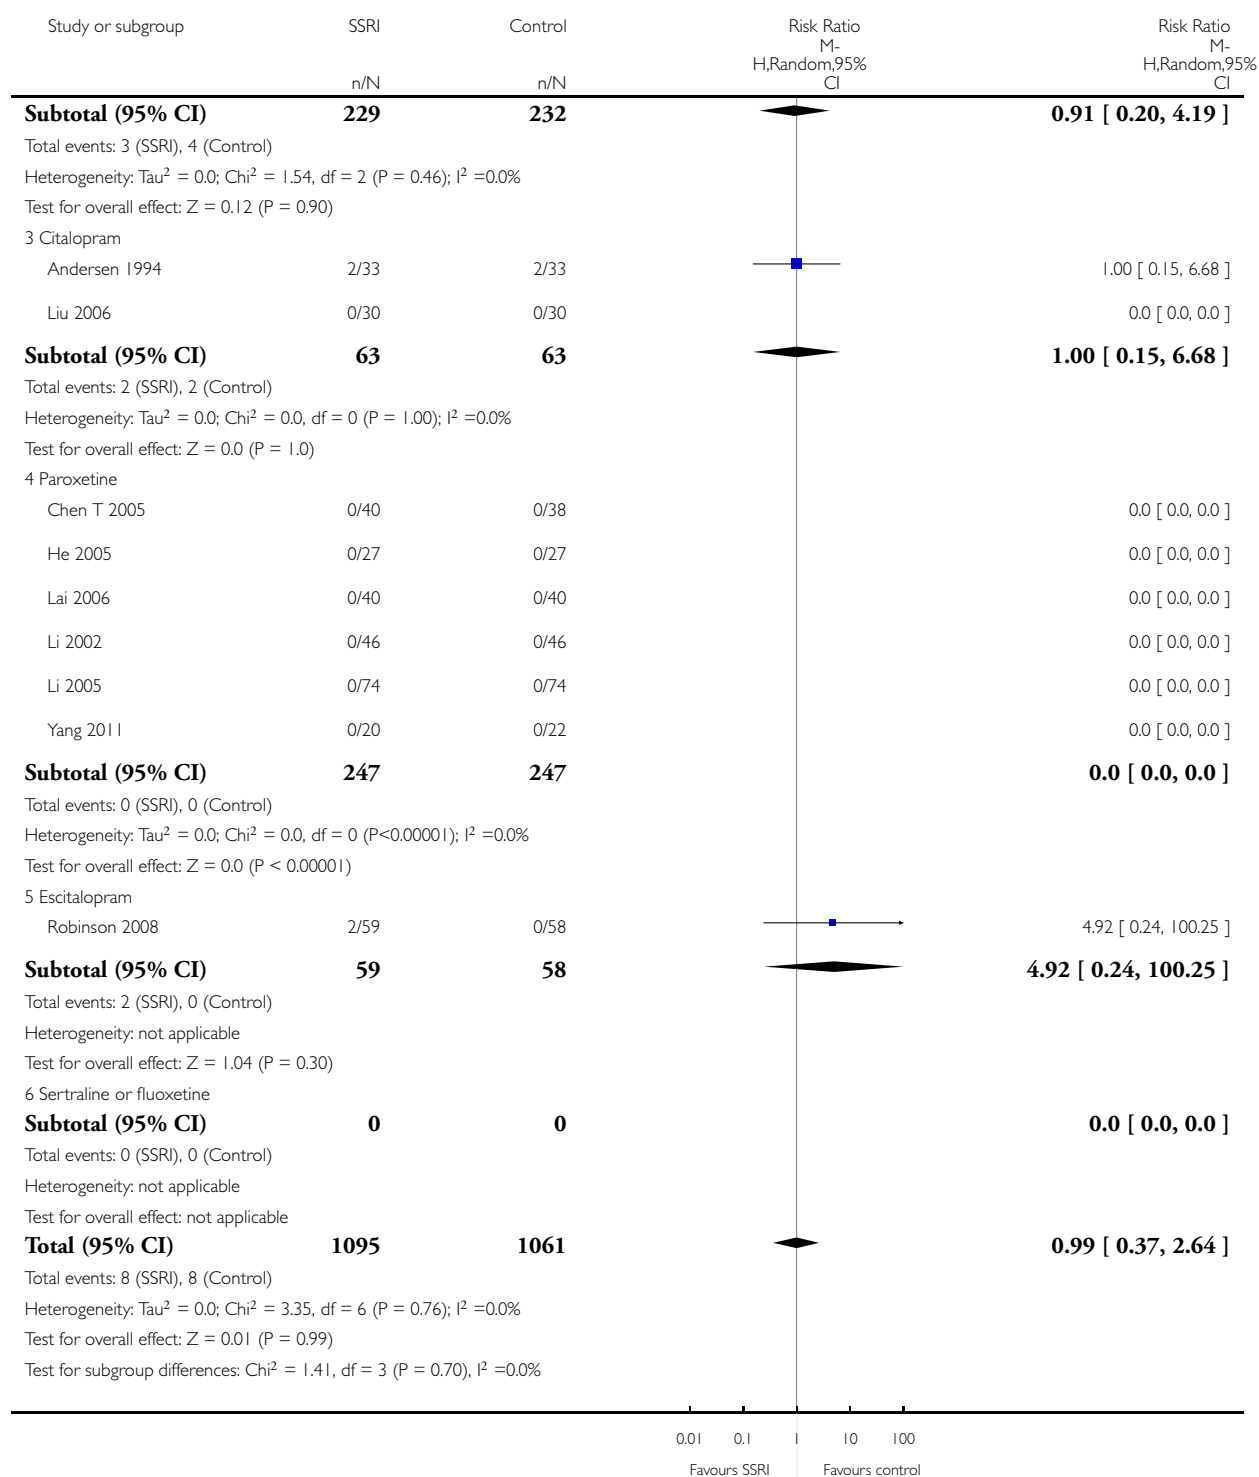 Study or subgroup SSRI Control Risk Ratio Risk Ratio
M- M-
H,Random,95% H,Random,95%
n/N n/N CI CI
Subtotal (95% CI) 229 232 0.91 [ 0.20, 4.19 ]
Total events: 3 (SSRI), 4 (Control)
Heterogeneity: Tau² = 0.0; Chi² = 1.54, df = 2 (P = 0.46); I² =0.0%
Test for overall effect: Z = 0.12 (P = 0.90)
3 Citalopram
Andersen 1994 2/33 2/33 1.00 [ 0.15, 6.68 ]
Liu 2006 0/30 0/30 0.0 [ 0.0, 0.0 ]
Subtotal (95% CI) 63 63 1.00 [ 0.15, 6.68 ]
Total events: 2 (SSRI), 2 (Control)
Heterogeneity: Tau² = 0.0; Chi² = 0.0, df = 0 (P = 1.00); I² =0.0%
Test for overall effect: Z = 0.0 (P = 1.0)
4 Paroxetine
Chen T 2005 0/40 0/38 0.0 [ 0.0, 0.0 ]
He 2005 0/27 0/27 0.0 [ 0.0, 0.0 ]
Lai 2006 0/40 0/40 0.0 [ 0.0, 0.0 ]
Li 2002 0/46 0/46 0.0 [ 0.0, 0.0 ]
Li 2005 0/74 0/74 0.0 [ 0.0, 0.0 ]
Yang 2011 0/20 0/22 0.0 [ 0.0, 0.0 ]
Subtotal (95% CI) 247 247 0.0 [ 0.0, 0.0 ]
Total events: 0 (SSRI), 0 (Control)
Heterogeneity: Tau² = 0.0; Chi² = 0.0, df = 0 (P<0.00001); I² =0.0%
Test for overall effect: Z = 0.0 (P < 0.00001)
5 Escitalopram
Robinson 2008 2/59 0/58 4.92 [ 0.24, 100.25 ]
Subtotal (95% CI) 59 58 4.92 [ 0.24, 100.25 ]
Total events: 2 (SSRI), 0 (Control)
Heterogeneity: not applicable
Test for overall effect: Z = 1.04 (P = 0.30)
6 Sertraline or fluoxetine
Subtotal (95% CI) 0 0 0.0 [ 0.0, 0.0 ]
Total events: 0 (SSRI), 0 (Control)
Heterogeneity: not applicable
Test for overall effect: not applicable
Total (95% CI) 1095 1061 0.99 [ 0.37, 2.64 ]
Total events: 8 (SSRI), 8 (Control)
Heterogeneity: Tau² = 0.0; Chi² = 3.35, df = 6 (P = 0.76); I² =0.0%
Test for overall effect: Z = 0.01 (P = 0.99)
Test for subgroup differences: Chi² = 1.41, df = 3 (P = 0.70), I² =0.0%
0.01 0.1 1 10 100
Favours SSRI Favours control